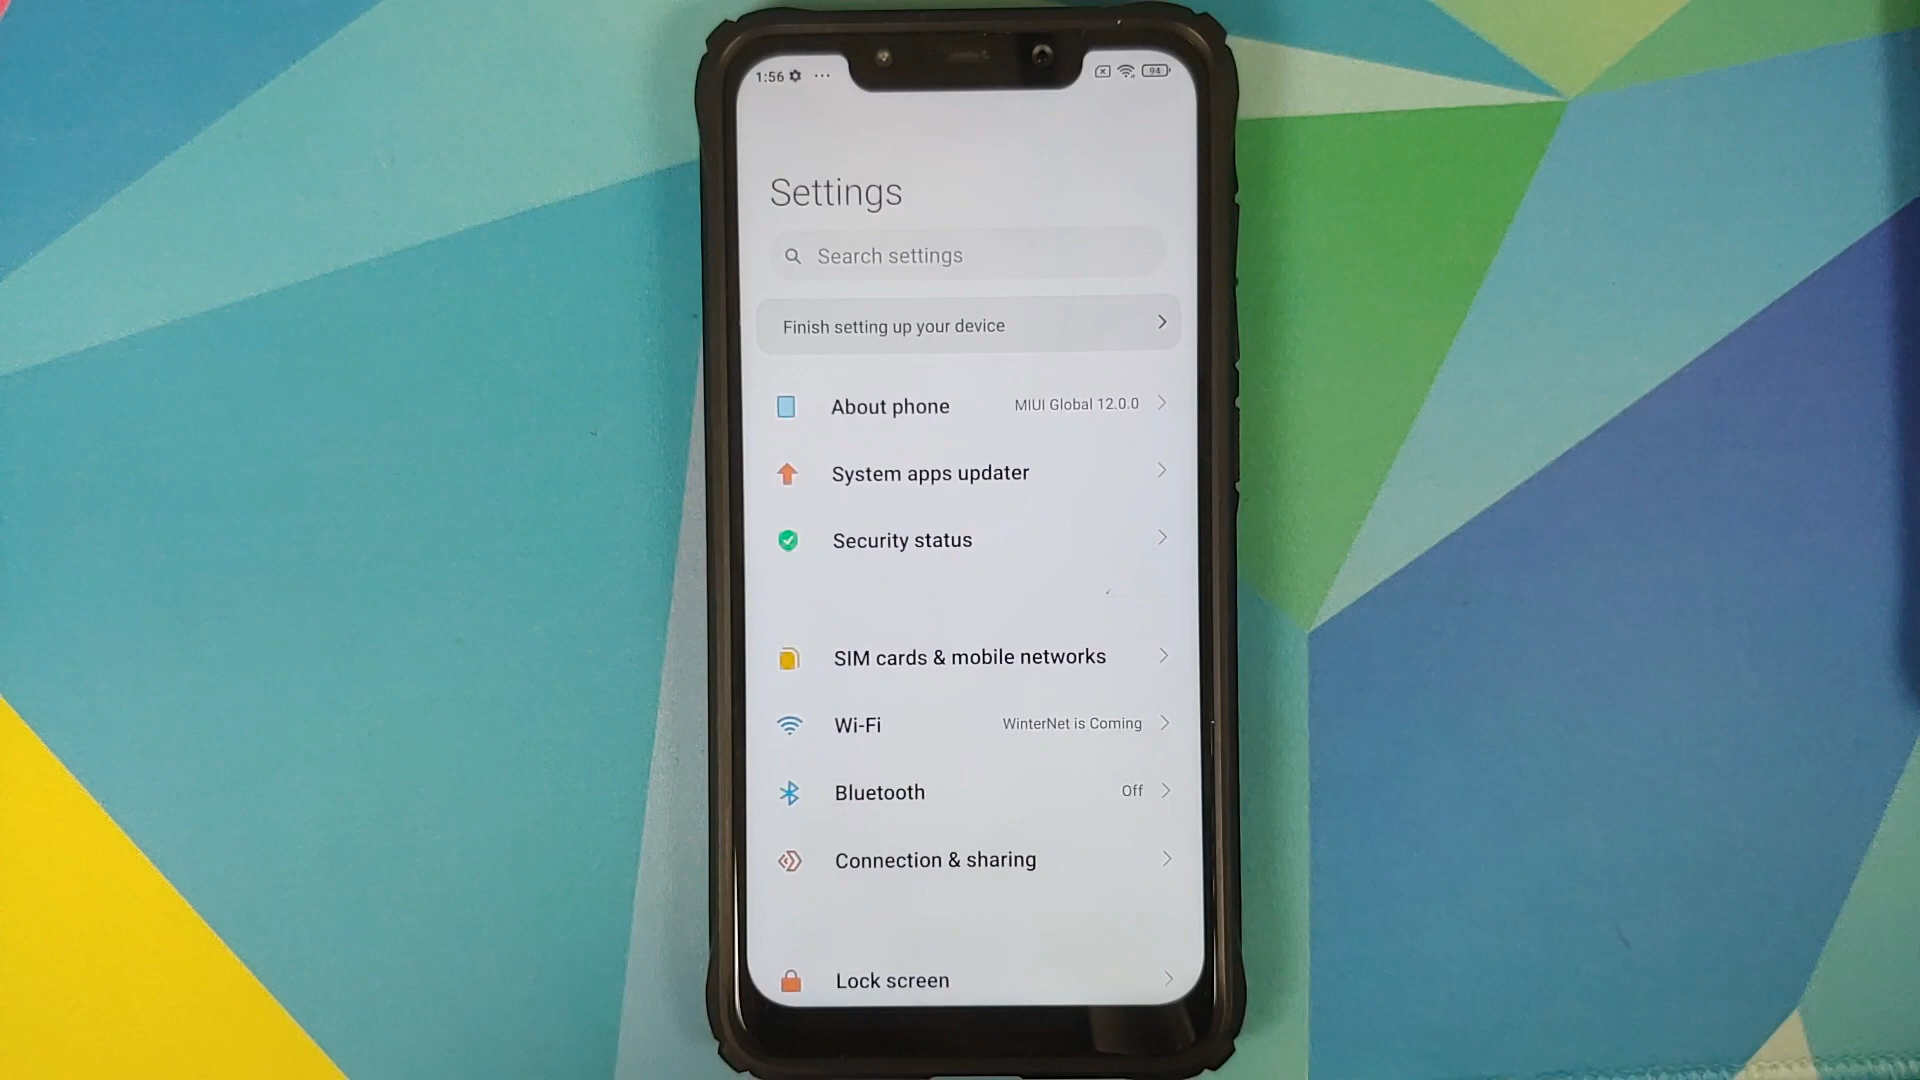 1:56 ...
94
Settings
Search settings
Finish setting up your device
About phone MIUI Global 12.0.0
System apps updater
Security status
SIM cards & mobile networks
Wi-Fi WinterNet is Coming
Bluetooth Off
Connection & sharing
Lock screen